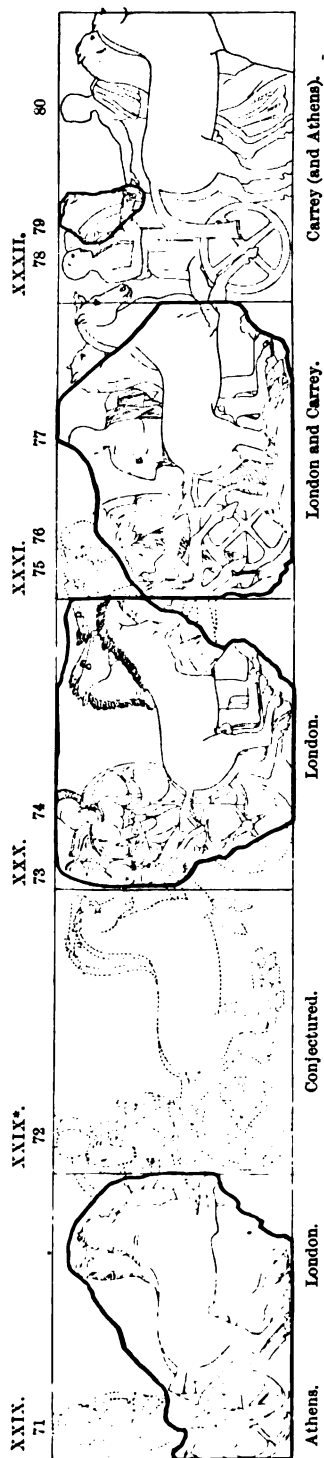 XXIX. XXIX*. XXX. XXXI. XXXII.
71 72 73 74 75 76 77 78 79 80
Athens. London. Conjectured. London. London and Carrey. Carrey (and Athens).